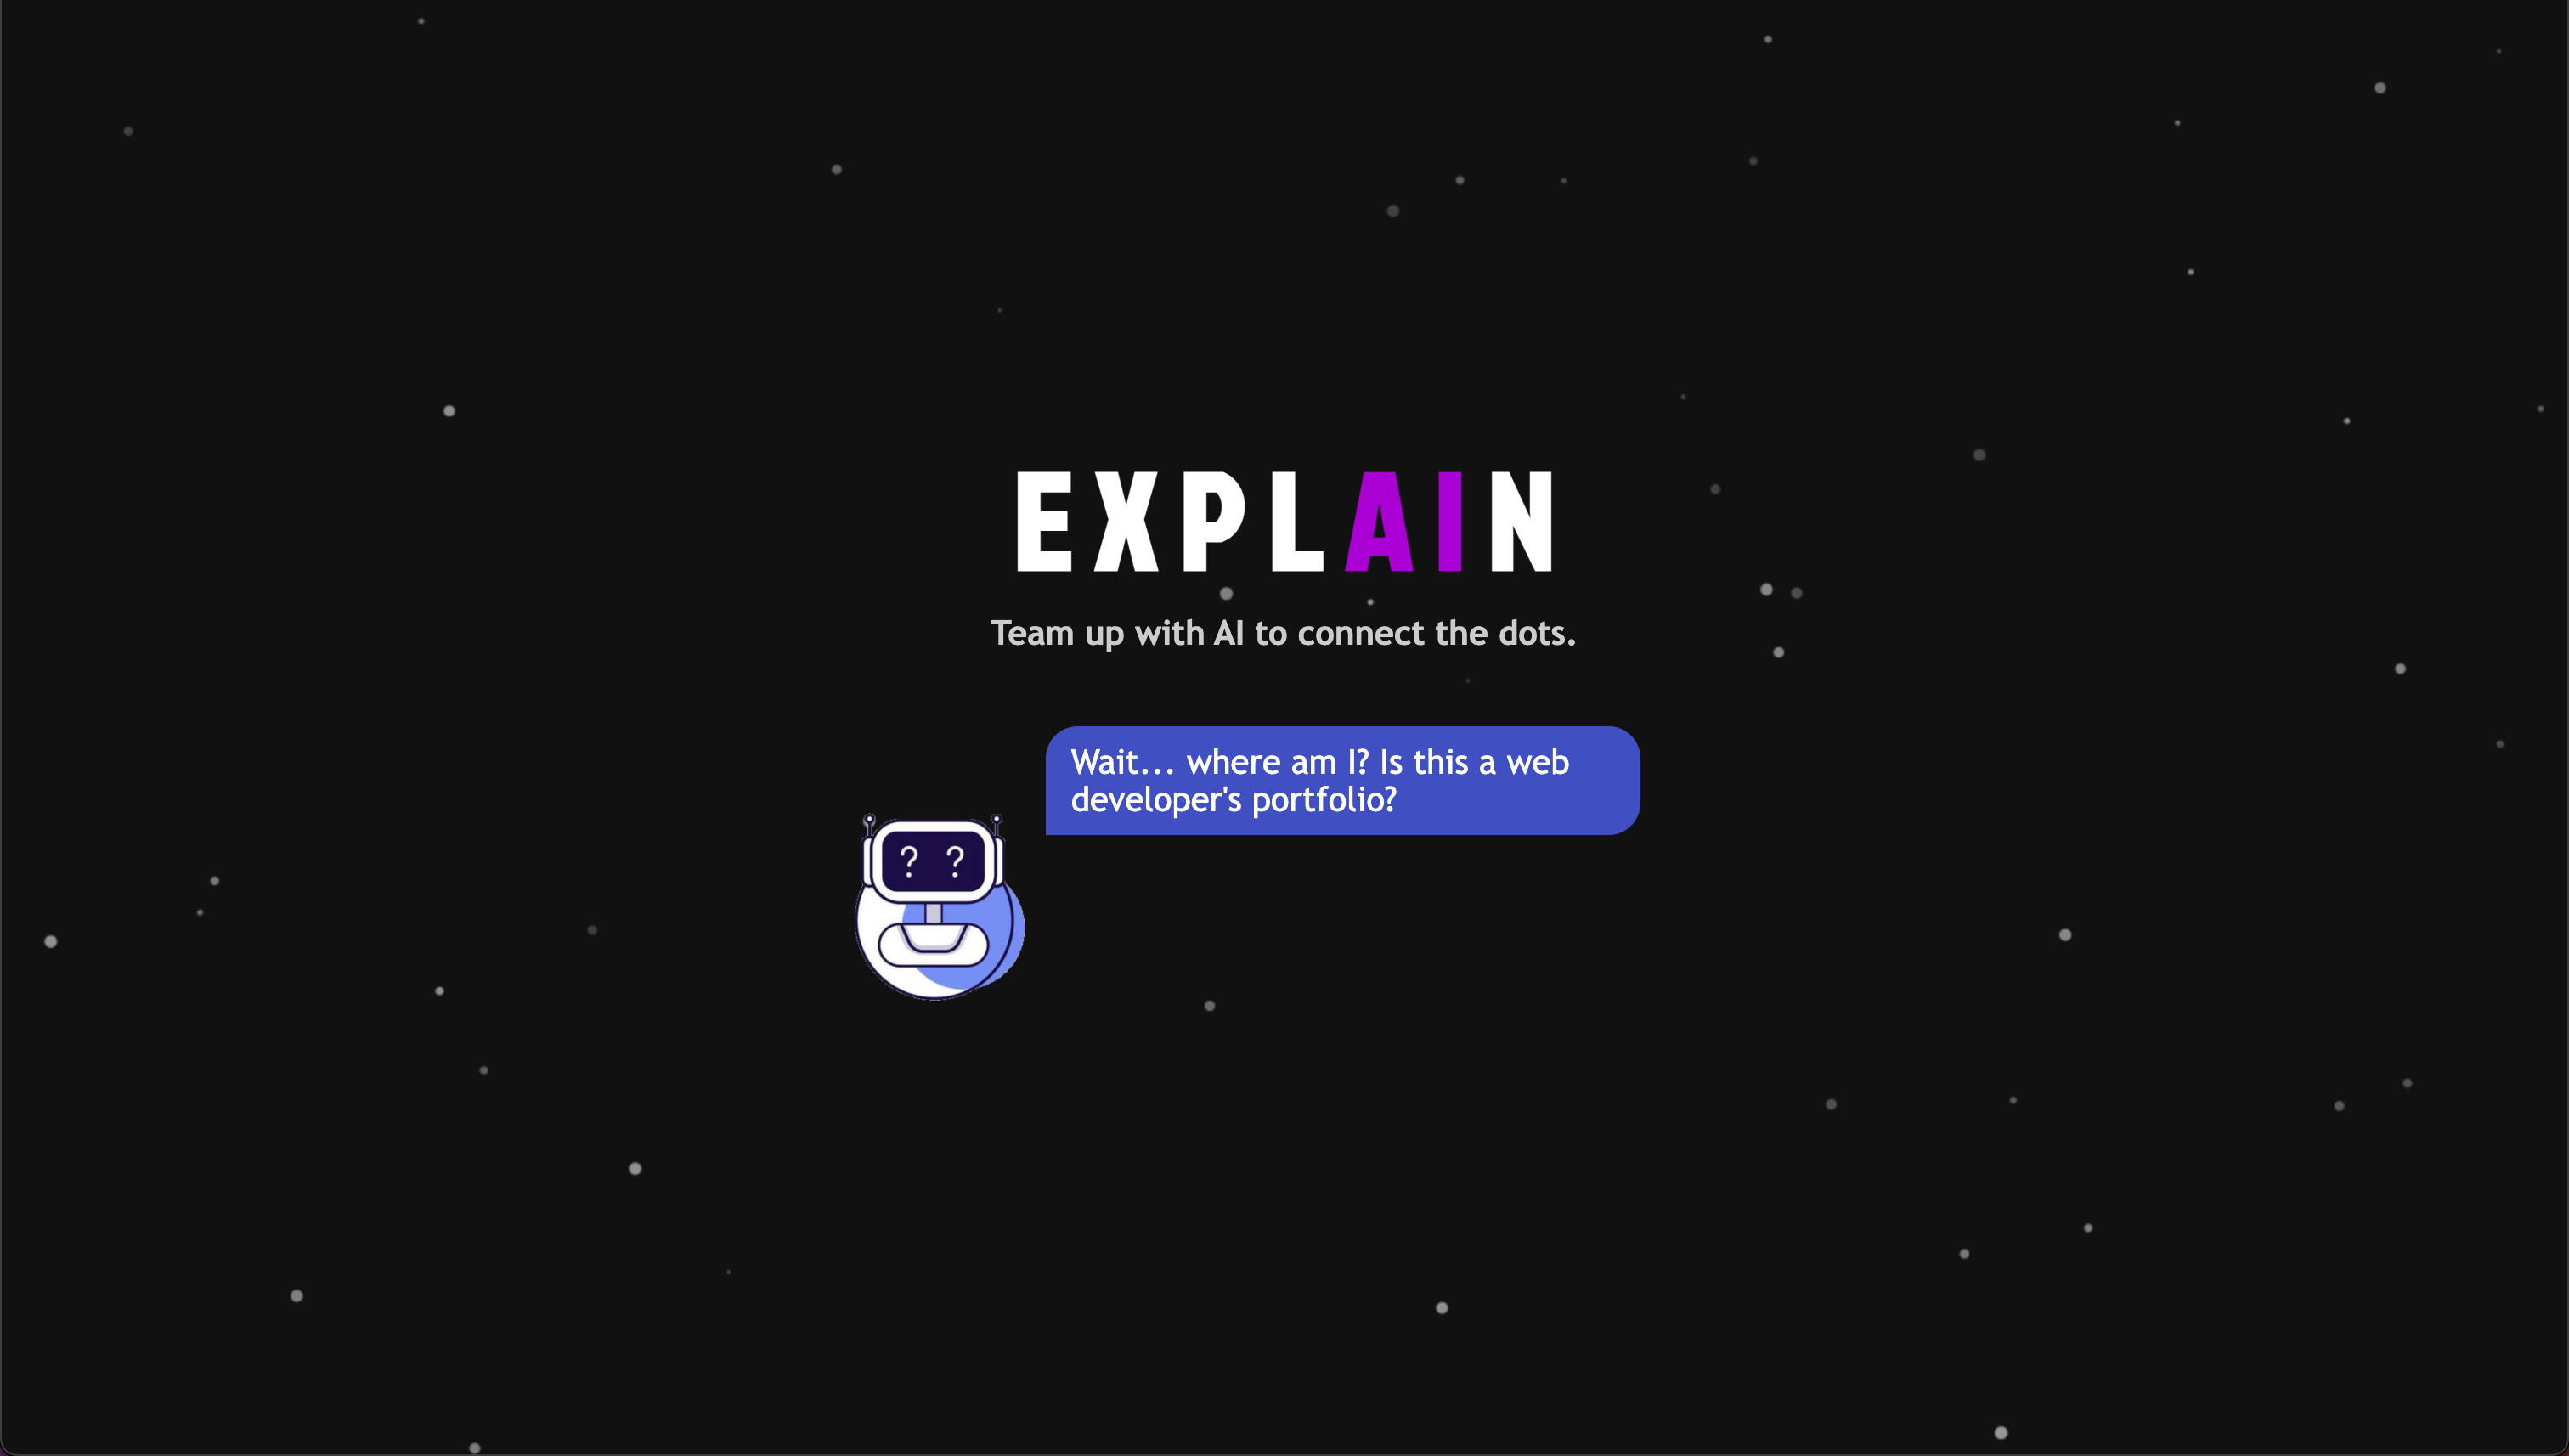 EXPLAIN
Team up with AI to connect the dots.
Wait... where am I? Is this a web
developer's portfolio?
? ?